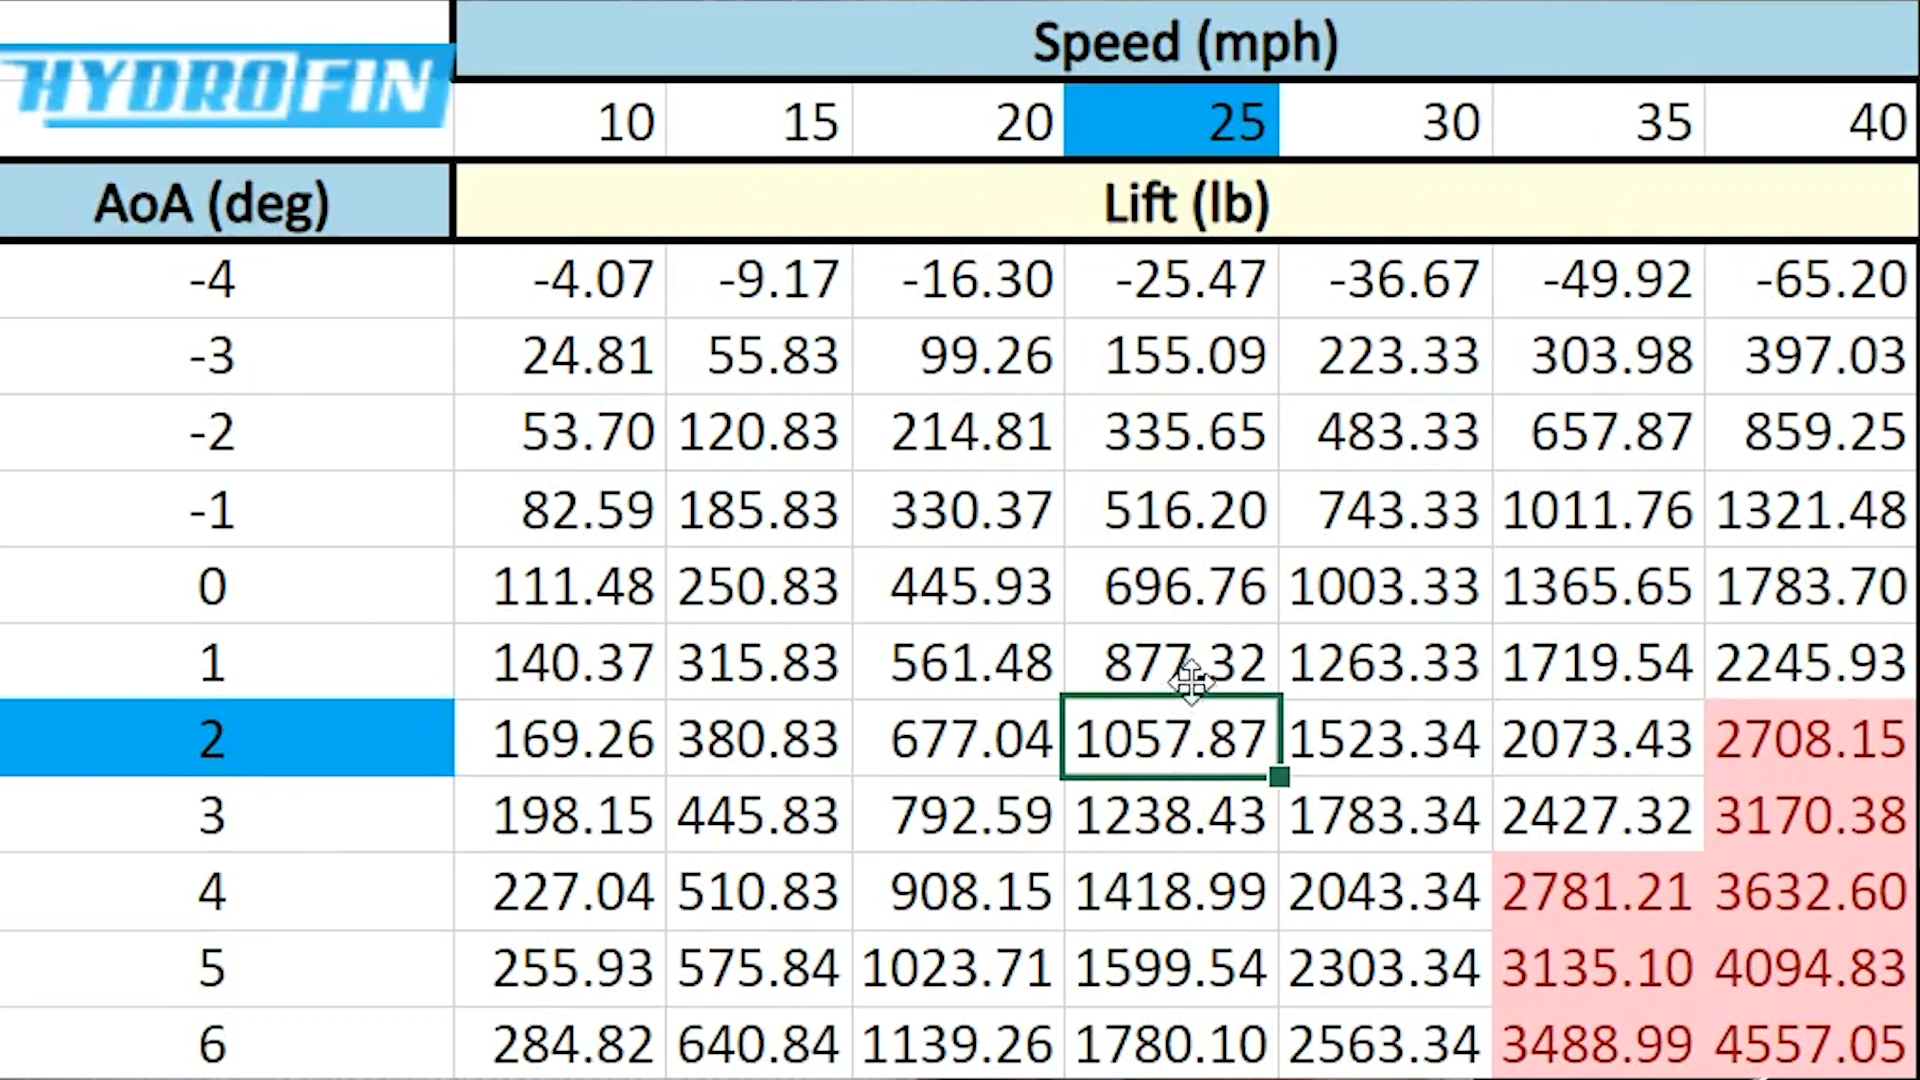 Speed (mph)
HYDROFIN
10 15 20 25 30 35 40
AoA (deg) Lift (lb)
-4 -4.07 -9.17 -16.30 -25.47 -36.67 -49.92 -65.20
-3 24.81 55.83 99.26 155.09 223.33 303.98 397.03
-2 53.70 120.83 214.81 335.65 483.33 657.87 859.25
-1 82.59 185.83 330.37 516.20 743.33 1011.76 1321.48
0 111.48 250.83 445.93 696.76 1003.33 1365.65 1783.70
1 140.37 315.83 561.48 877.32 1263.33 1719.54 2245.93
2 169.26 380.83 677.04 1057.87 1523.34 2073.43 2708.15
3 198.15 445.83 792.59 1238.43 1783.34 2427.32 3170.38
4 227.04 510.83 908.15 1418.99 2043.34 2781.21 3632.60
5 255.93 575.84 1023.71 1599.54 2303.34 3135.10 4094.83
6 284.82 640.84 1139.26 1780.10 2563.34 3488.99 4557.05